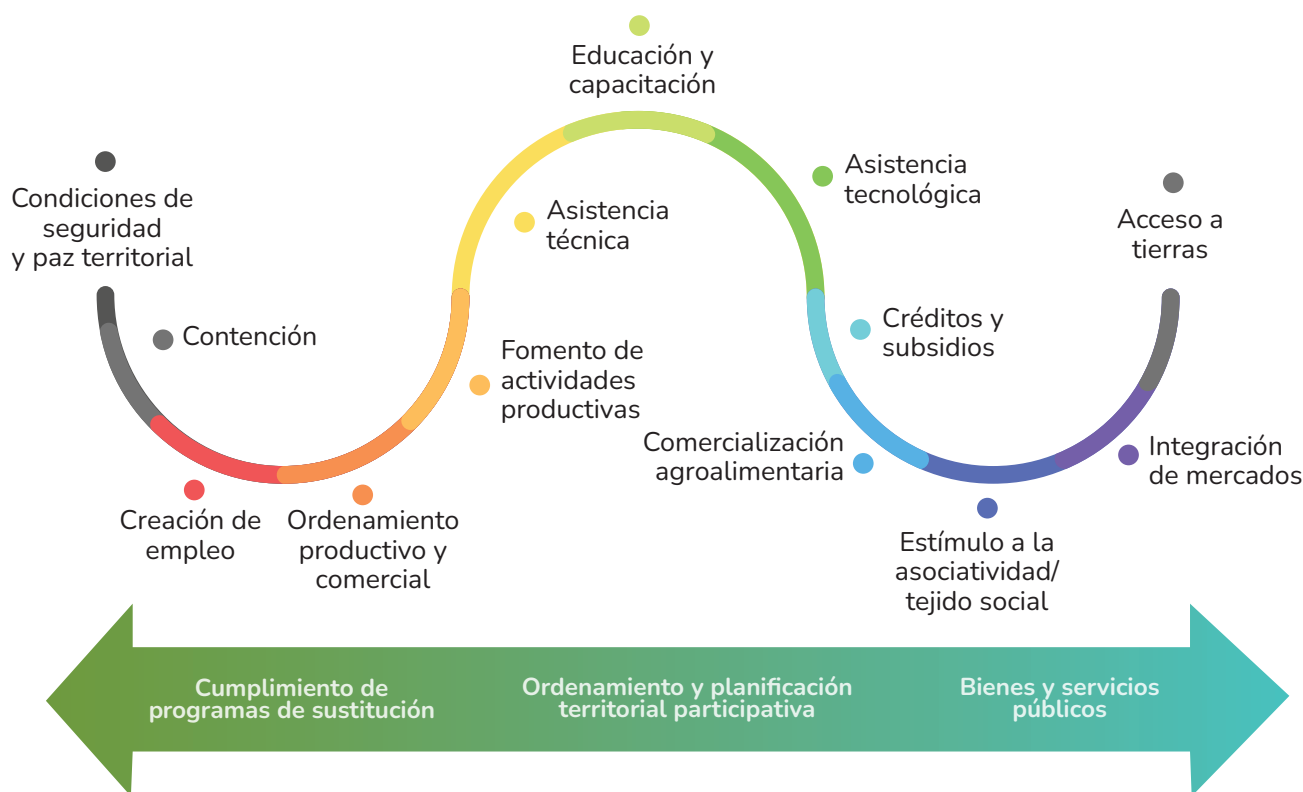 Educación y
capacitación
Condiciones de
seguridad
y paz territorial
Asistencia
técnica
Asistencia
tecnológica
Acceso a
tierras
Contención
Fomento de
actividades
productivas
Créditos y
subsidios
Comercialización
agroalimentaria
Integración
de mercados
Creación de
empleo
Ordenamiento
productivo y
comercial
Estímulo a la
asociatividad/
tejido social
Cumplimiento de
programas de sustitución
Ordenamiento y planificación
territorial participativa
Bienes y servicios
públicos